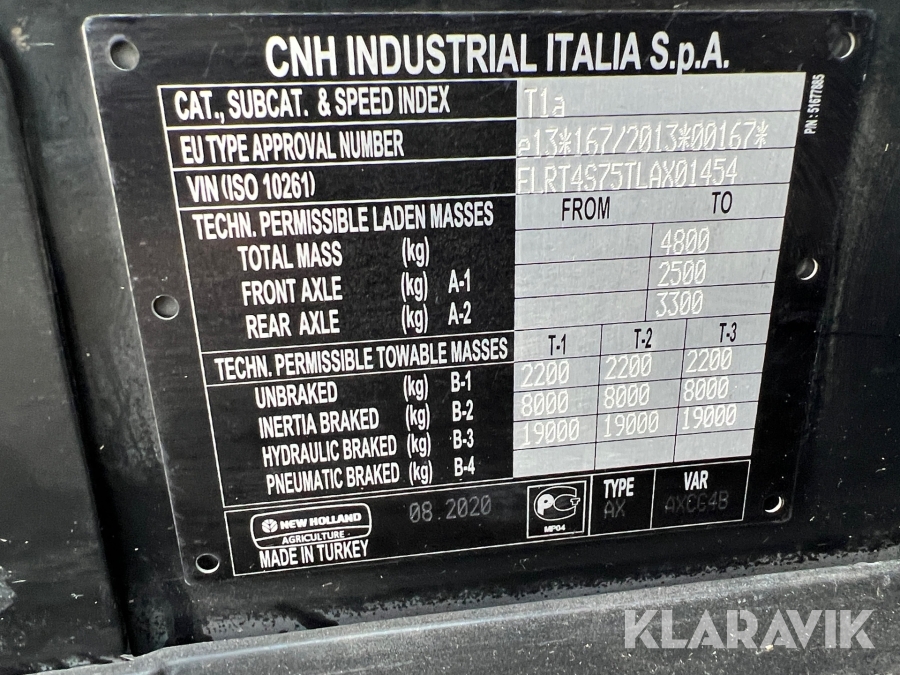 CNH INDUSTRIAL ITALIA S.p.A.
P/N: 51677885
CAT., SUBCAT. & SPEED INDEX T1a
EU TYPE APPROVAL NUMBER e13*167/2013*00167*
VIN (ISO 10261) FLRT4S75TLAX01454
TECHN. PERMISSIBLE LADEN MASSES FROM TO
TOTAL MASS (kg) 4800
FRONT AXLE (kg) A-1 2500
REAR AXLE (kg) A-2 3300
TECHN. PERMISSIBLE TOWABLE MASSES T-1 T-2 T-3
UNBRAKED (kg) B-1 2200 2200 2200
INERTIA BRAKED (kg) B-2 8000 8000 8000
HYDRAULIC BRAKED (kg) B-3 19000 19000 19000
PNEUMATIC BRAKED (kg) B-4
NEW HOLLAND
AGRICULTURE
MADE IN TURKEY
08.2020
MP04
TYPE VAR
AX AXCG4B
KLARAVIK